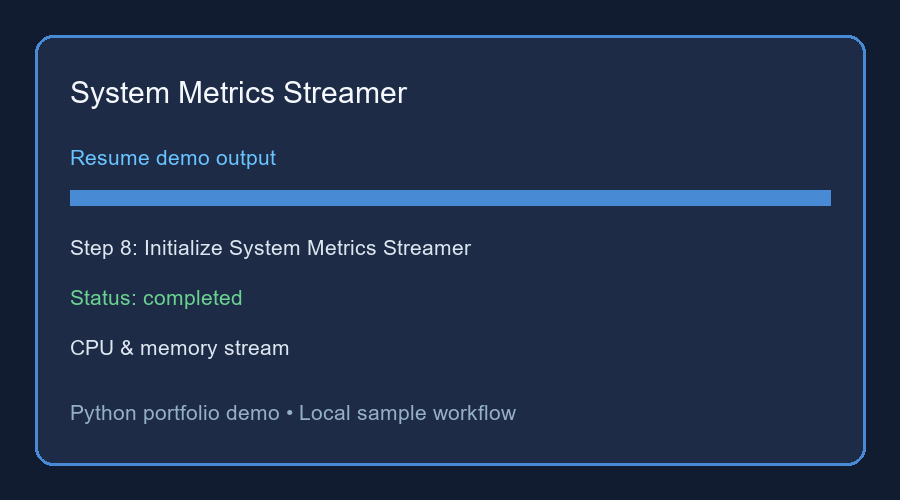 System Metrics Streamer
Resume demo output
Step 8: Initialize System Metrics Streamer
Status: completed
CPU & memory stream
Python portfolio demo • Local sample workflow